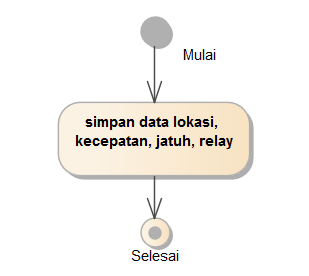 Mulai
simpan data lokasi,
kecepatan, jatuh, relay
Selesai